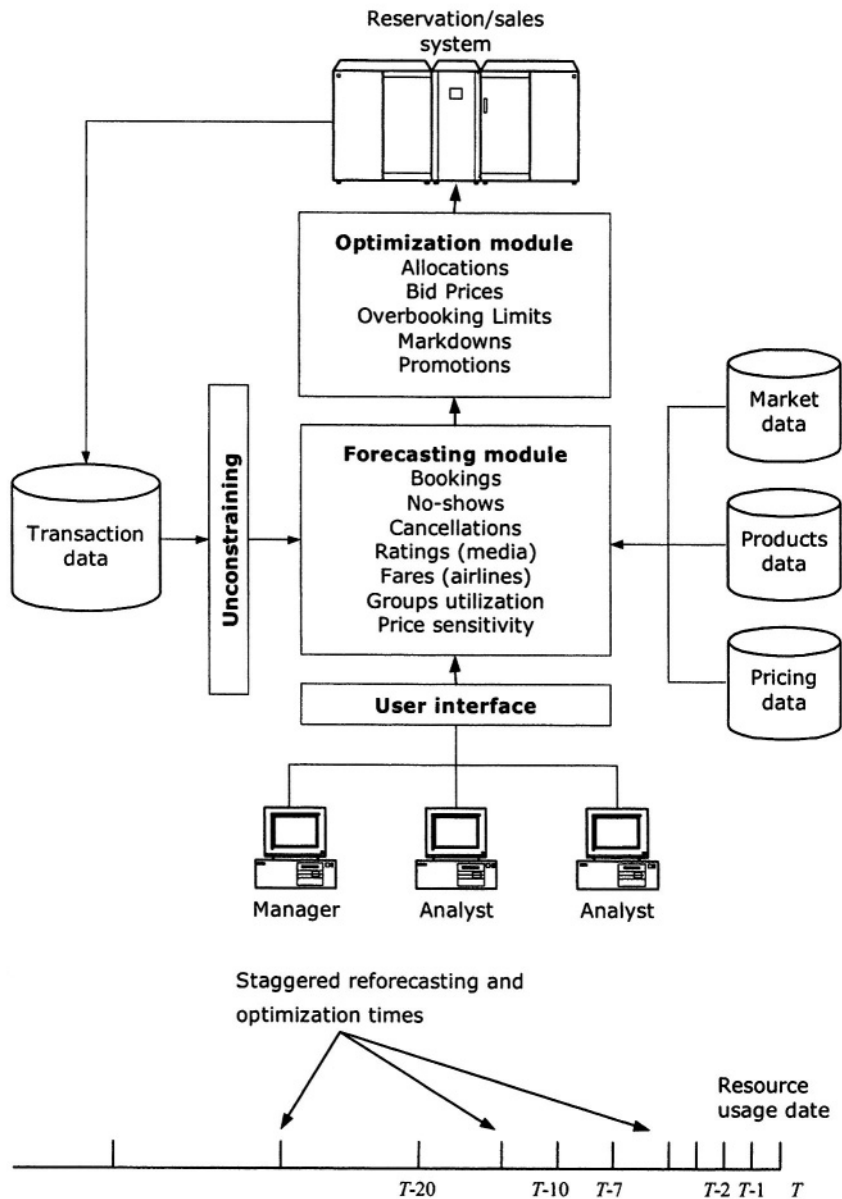 Reservation/sales
system
Optimization module
Allocations
Bid Prices
Overbooking Limits
Markdowns
Promotions
Market
data
Unconstraining
Forecasting module
Bookings
No-shows
Cancellations
Ratings (media)
Fares (airlines)
Groups utilization
Price sensitivity
Transaction
data
Products
data
Pricing
data
User interface
Manager
Analyst
Analyst
Staggered reforecasting and
optimization times
Resource
usage date
T-20 T-10 T-7 T-2 T-1 T